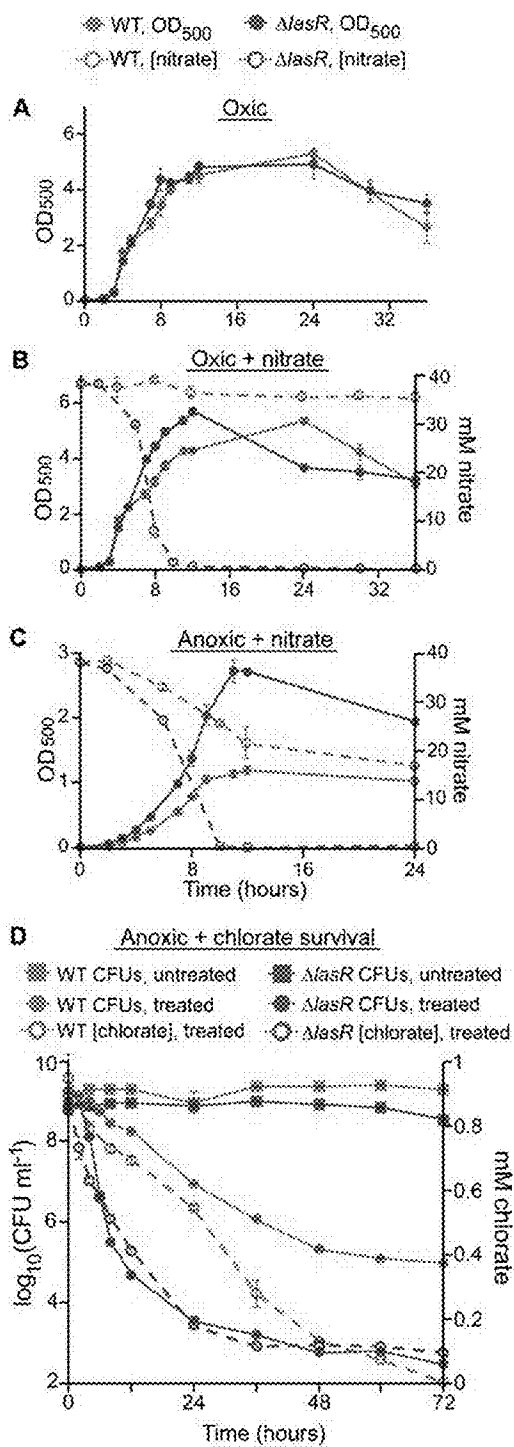 WT, OD500 ΔlasR, OD500
WT, [nitrate] ΔlasR, [nitrate]
A Oxic
6
4
2
0
OD500
0 8 16 24 32
B Oxic + nitrate
6
4
2
0
OD500
40
30
20
10
0
mM nitrate
0 8 16 24 32
C Anoxic + nitrate
3
2
1
0
OD500
40
30
20
10
0
mM nitrate
0 8 16 24
Time (hours)
D Anoxic + chlorate survival
WT CFUs, untreated ΔlasR CFUs, untreated
WT CFUs, treated ΔlasR CFUs, treated
WT [chlorate], treated ΔlasR [chlorate], treated
10
8
6
4
2
log10(CFU ml-1)
1
0.8
0.6
0.4
0.2
0
mM chlorate
0 24 48 72
Time (hours)